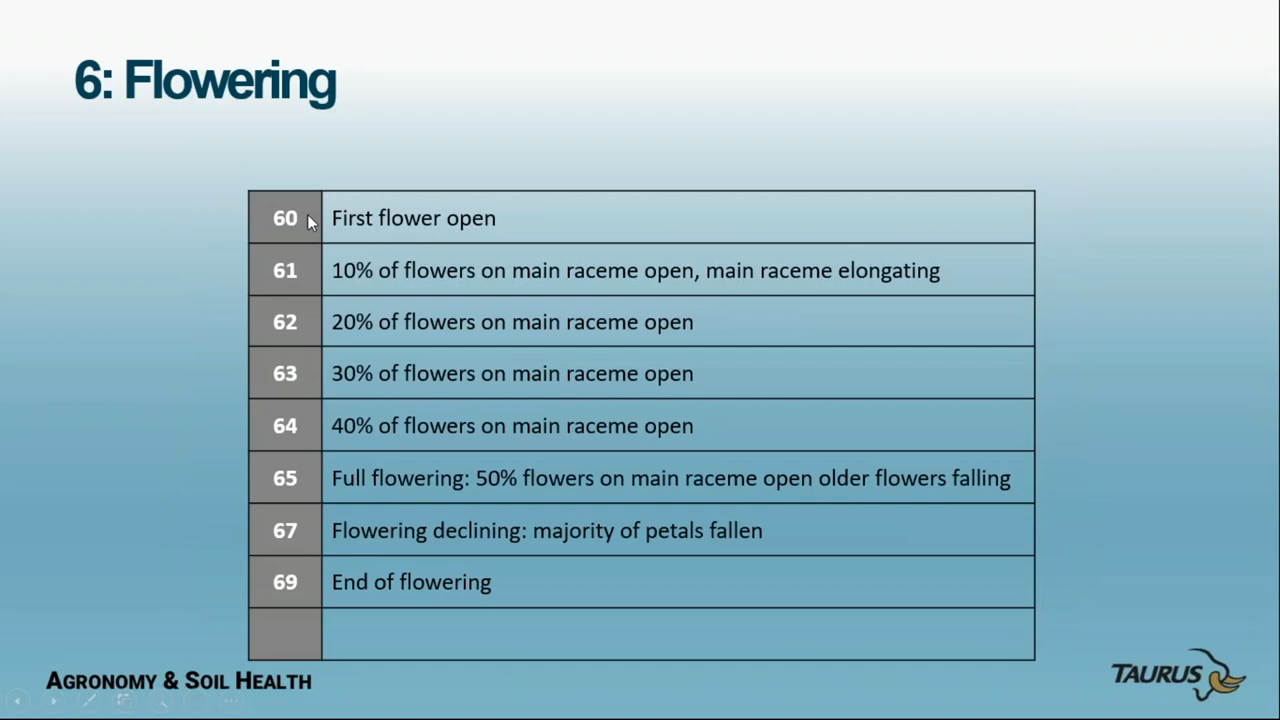 6: Flowering
60 First flower open
61 10% of flowers on main raceme open, main raceme elongating
62 20% of flowers on main raceme open
63 30% of flowers on main raceme open
64 40% of flowers on main raceme open
65 Full flowering: 50% flowers on main raceme open older flowers falling
67 Flowering declining: majority of petals fallen
69 End of flowering
AGRONOMY & SOIL HEALTH
TAURUS